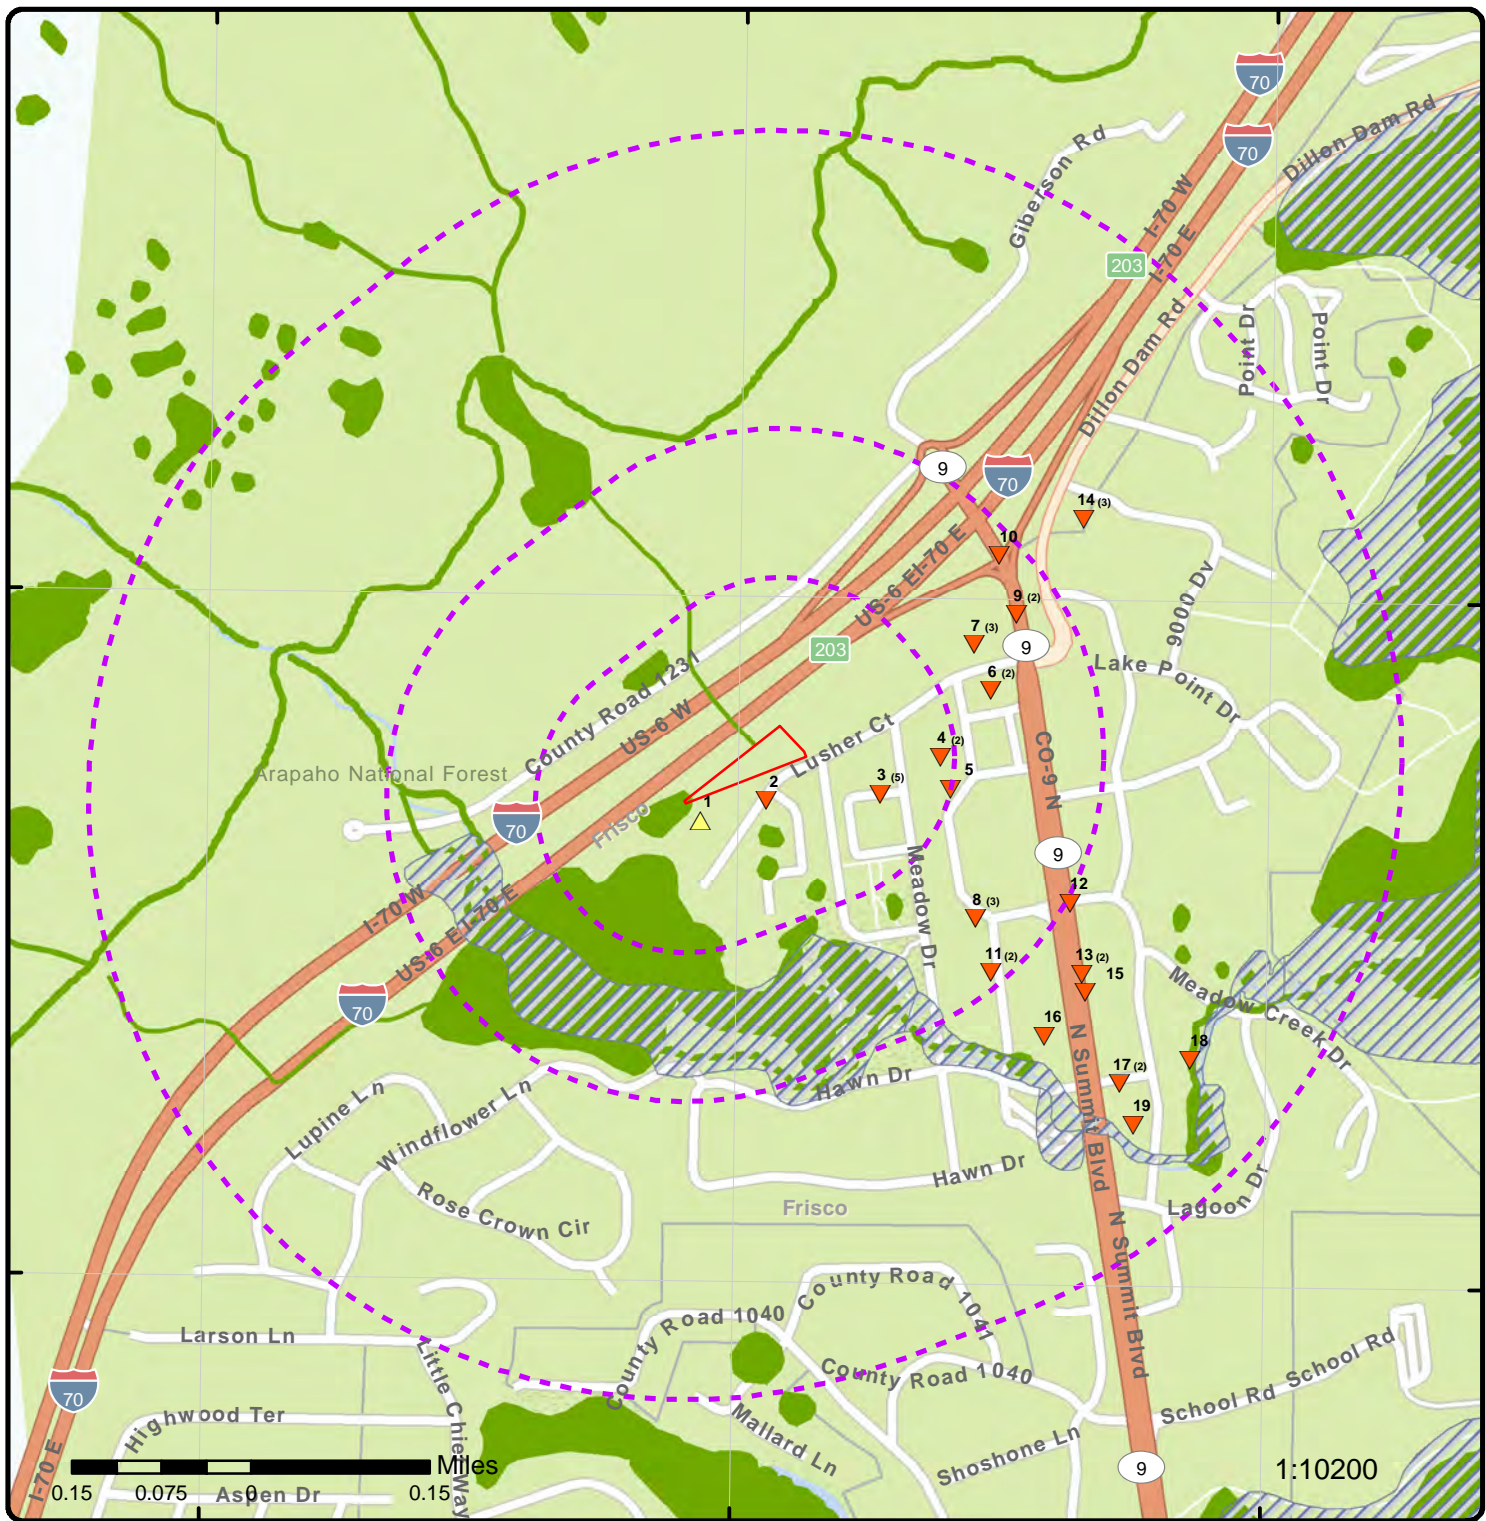 70
70
Dillon Dam Rd
Giberson Rd
I-70 W
I-70 E
203
Point Dr
Point Dr
Dillon Dam Rd
9
70
14 (3)
10
US-6 EI-70 E
9 (2)
9000 Dv
7 (3)
9
203
County Road 1231
Lake Point Dr
6 (2)
US-6 W
Lusher Ct
4 (2)
CO-9 N
Arapaho National Forest
5
3 (5)
2
1
70
Frisco
9
Meadow Dr
12
8 (3)
I-70 W
US-6 EI-70 E
11 (2)
13 (2)
15
Meadow Creek Dr
70
16
18
17 (2)
N Summit Blvd
Hawn Dr
Lupine Ln
Windflower Ln
19
Hawn Dr
Rose Crown Cir
Frisco
Lagoon Dr
N Summit Blvd
County Road 1041
County Road 1040
Larson Ln
County Road 1040
School Rd
School Rd
70
Little Chief Way
Highwood Ter
Mallard Ln
Shoshone Ln
I-70 E
Miles
9
1:10200
0.15
0.075
0
0.15
Aspen Dr